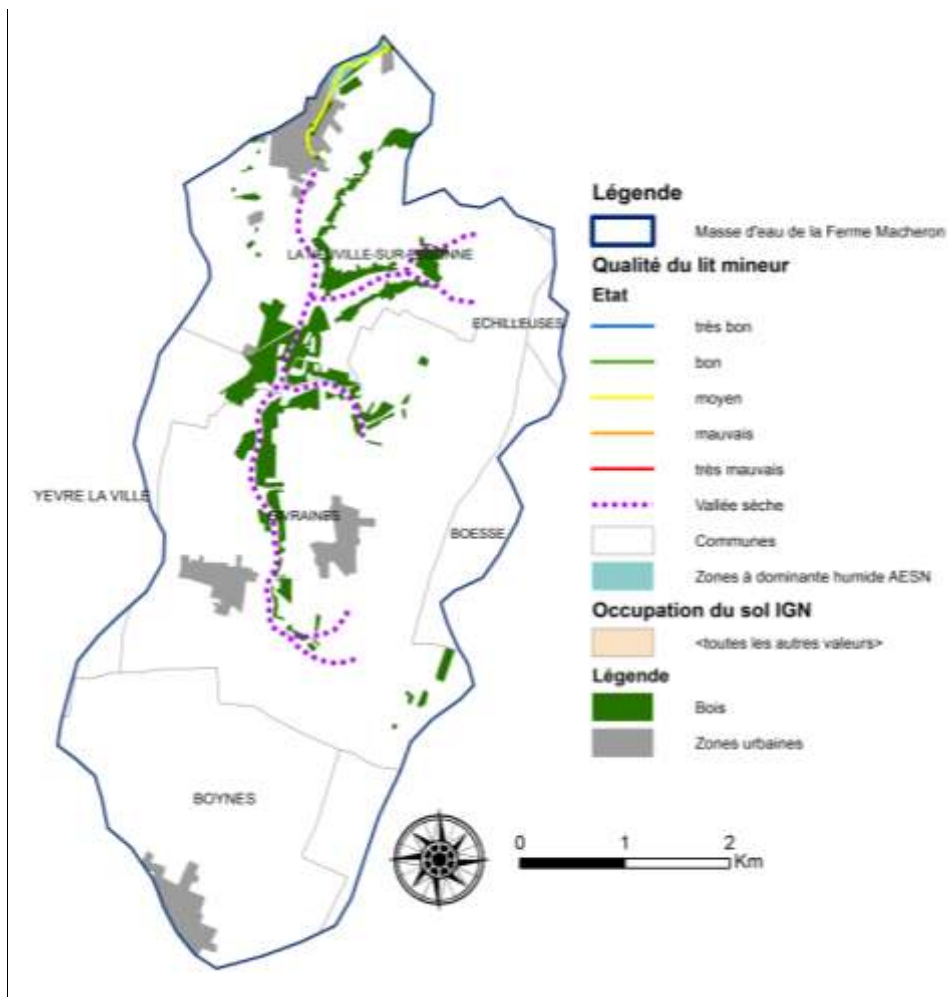 LA NEUVILLE-SUR-ESSONNE
ECHILLEUSES
YEVRE LA VILLE
GIVRAINES
BOESSE
BOYNES
Légende
Masse d'eau de la Ferme Macheron
Qualité du lit mineur
Etat
très bon
bon
moyen
mauvais
très mauvais
Vallée sèche
Communes
Zones à dominante humide AESN
Occupation du sol IGN
<toutes les autres valeurs>
Légende
Bois
Zones urbaines
0 1 2
Km